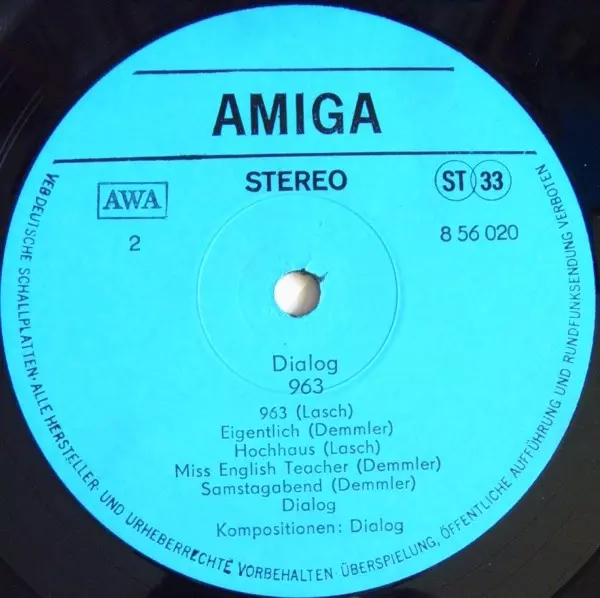 AMIGA
STEREO
ST 33
AWA
2
8 56 020
Dialog
963
963 (Lasch)
Eigentlich (Demmler)
Hochhaus (Lasch)
Miss English Teacher (Demmler)
Samstagabend (Demmler)
Dialog
Kompositionen: Dialog
VEB DEUTSCHE SCHALLPLATTEN · ALLE HERSTELLER- UND URHEBERRECHTE VORBEHALTEN · ÜBERSPIELUNG, ÖFFENTLICHE AUFFÜHRUNG UND RUNDFUNKSENDUNG VERBOTEN